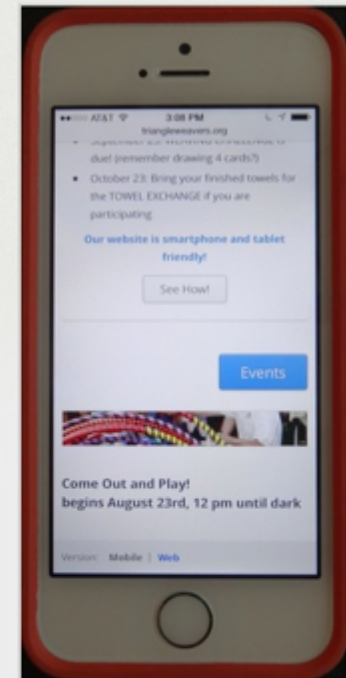 AT&T 3:08 PM
triangleweavers.org
due! (remember drawing 4 cards?)
• October 23: Bring your finished towels for
the TOWEL EXCHANGE if you are
participating
Our website is smartphone and tablet
friendly!
See How!
Events
Come Out and Play!
begins August 23rd, 12 pm until dark
Version: Mobile | Web